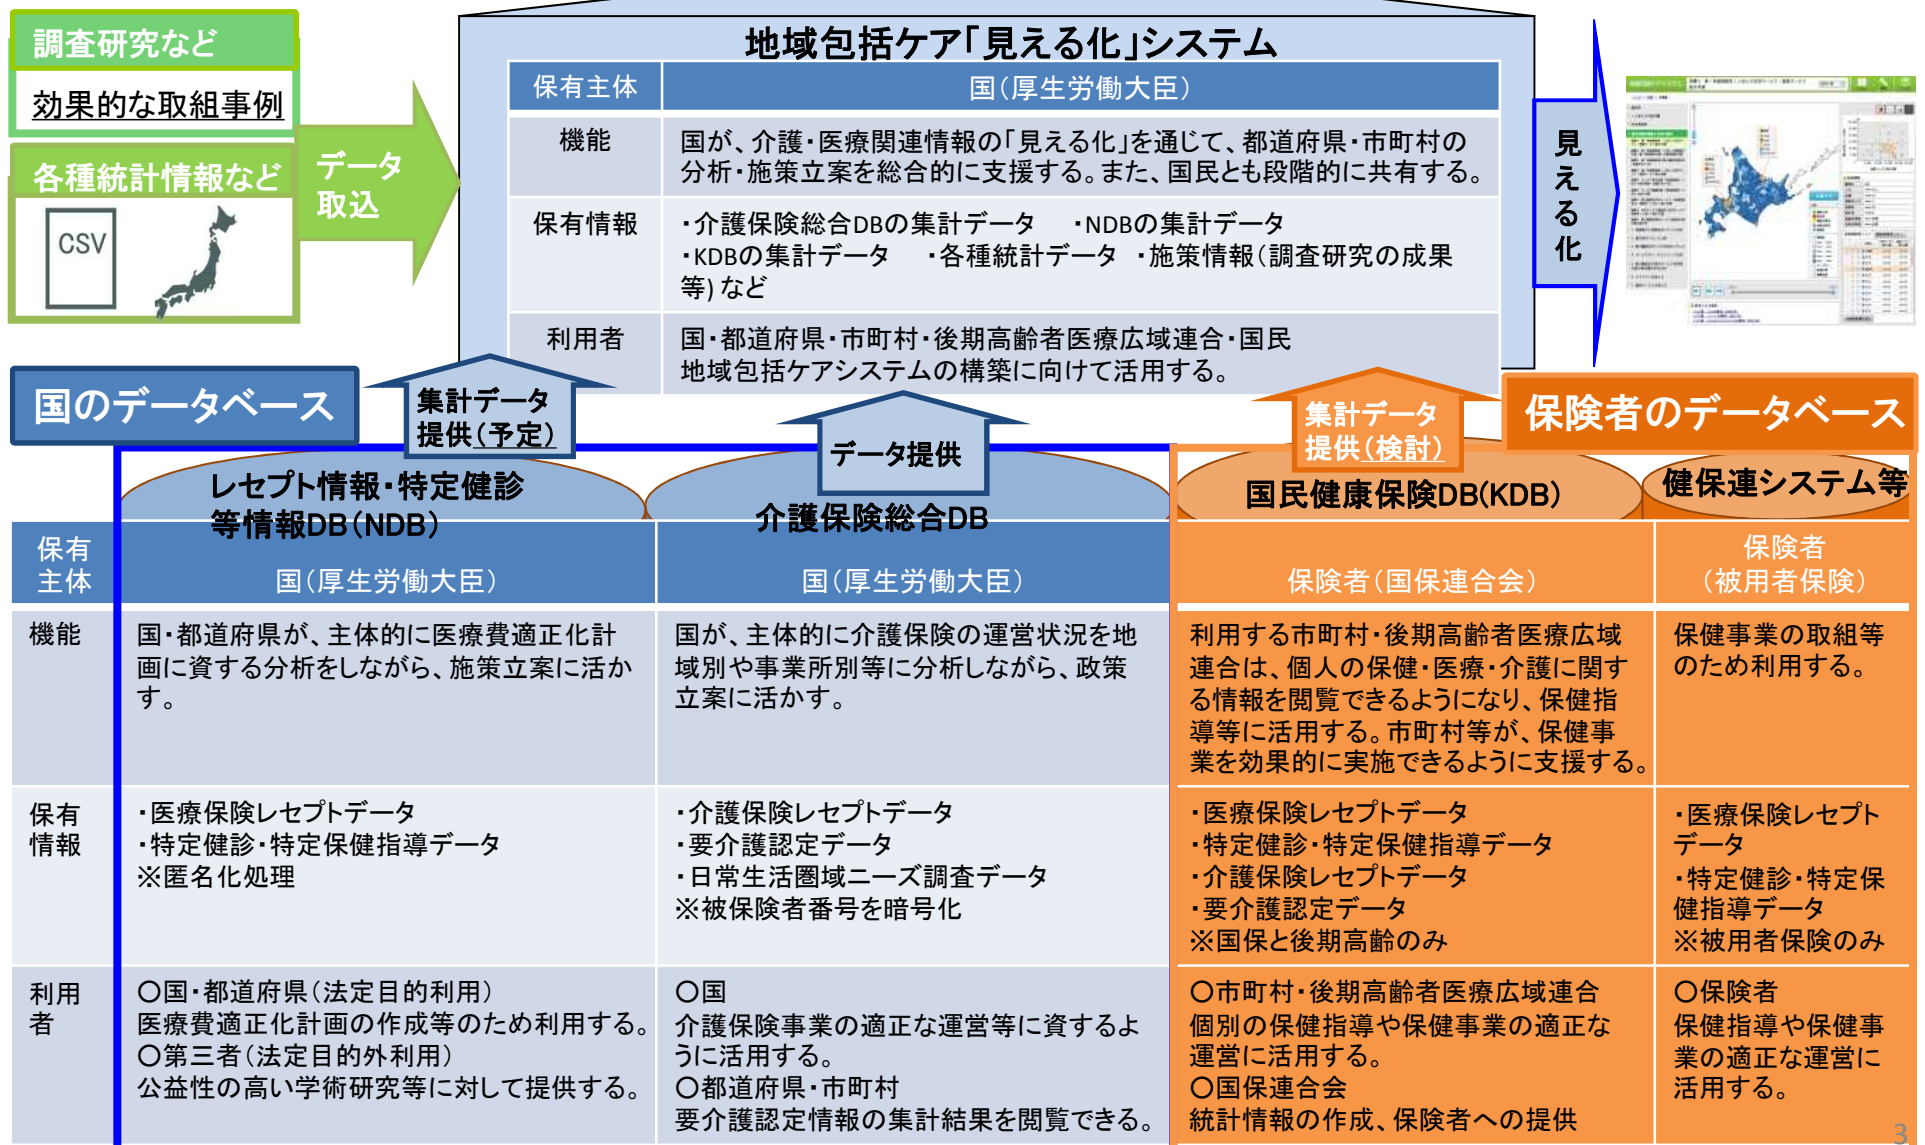 調査研究など
効果的な取組事例
各種統計情報など
CSV
データ
取込
地域包括ケア「見える化」システム
保有主体
国(厚生労働大臣)
機能
国が、介護・医療関連情報の「見える化」を通じて、都道府県・市町村の
分析・施策立案を総合的に支援する。また、国民とも段階的に共有する。
保有情報
・介護保険総合DBの集計データ ・NDBの集計データ
・KDBの集計データ ・各種統計データ ・施策情報(調査研究の成果
等) など
利用者
国・都道府県・市町村・後期高齢者医療広域連合・国民
地域包括ケアシステムの構築に向けて活用する。
見える化
国のデータベース
集計データ
提供(予定)
データ提供
集計データ
提供(検討)
保険者のデータベース
レセプト情報・特定健診
等情報DB(NDB)
介護保険総合DB
国民健康保険DB(KDB)
健保連システム等
保有
主体
国(厚生労働大臣)
国(厚生労働大臣)
保険者(国保連合会)
保険者
(被用者保険)
機能
国・都道府県が、主体的に医療費適正化計
画に資する分析をしながら、施策立案に活か
す。
国が、主体的に介護保険の運営状況を地
域別や事業所別等に分析しながら、政策
立案に活かす。
利用する市町村・後期高齢者医療広域
連合は、個人の保健・医療・介護に関す
る情報を閲覧できるようになり、保健指
導等に活用する。市町村等が、保健事
業を効果的に実施できるように支援する。
保健事業の取組等
のため利用する。
保有
情報
・医療保険レセプトデータ
・特定健診・特定保健指導データ
※匿名化処理
・介護保険レセプトデータ
・要介護認定データ
・日常生活圏域ニーズ調査データ
※被保険者番号を暗号化
・医療保険レセプトデータ
・特定健診・特定保健指導データ
・介護保険レセプトデータ
・要介護認定データ
※国保と後期高齢のみ
・医療保険レセプト
データ
・特定健診・特定保
健指導データ
※被用者保険のみ
利用
者
○国・都道府県(法定目的利用)
医療費適正化計画の作成等のため利用する。
○第三者(法定目的外利用)
公益性の高い学術研究等に対して提供する。
○国
介護保険事業の適正な運営等に資するよ
うに活用する。
○都道府県・市町村
要介護認定情報の集計結果を閲覧できる。
○市町村・後期高齢者医療広域連合
個別の保健指導や保健事業の適正な
運営に活用する。
○国保連合会
統計情報の作成、保険者への提供
○保険者
保健指導や保健事
業の適正な運営に
活用する。
3